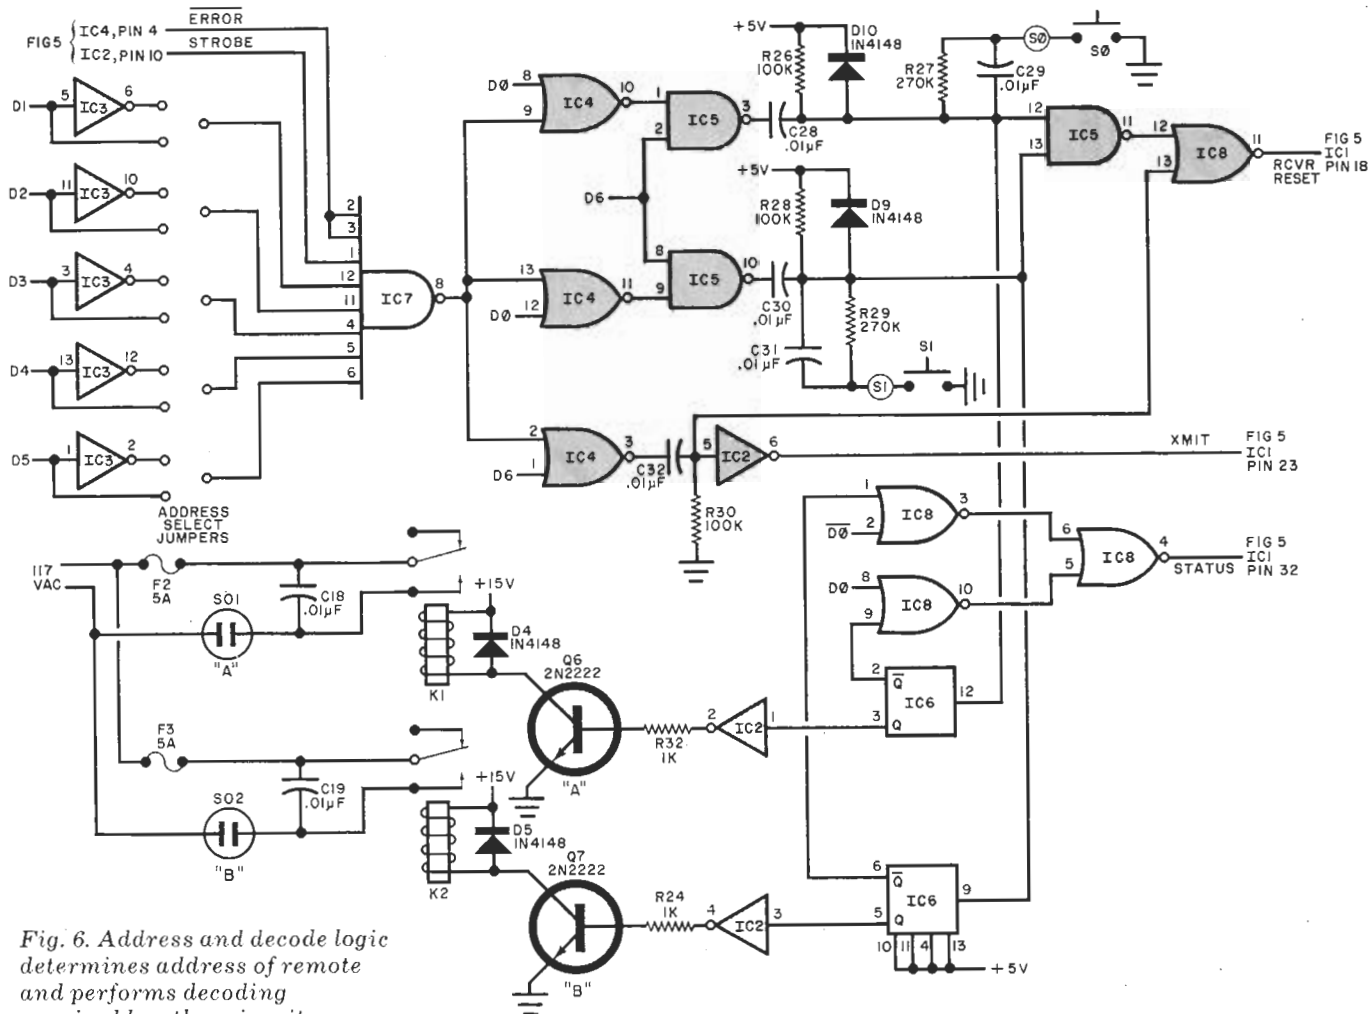 FIG 5
IC4, PIN 4
ERROR
IC2, PIN 10
STROBE
D1 5 IC3 6
D2 11 IC3 10
D3 3 IC3 4
D4 13 IC3 12
D5 1 IC3 2
ADDRESS
SELECT
JUMPERS
2
3
1
12
11
4
5
6
IC7 8
DØ 8
9
IC4 10
13
DØ 12
IC4 11
2
D6 1
IC4 3
1
2
IC5 3
D6
8
9
IC5 10
C28
.01µF
+5V
R26
100K
D10
1N4148
R27
270K
C29
.01µF
SØ
SØ
+5V
R28
100K
D9
1N4148
C30
.01µF
R29
270K
C31
.01µF
S1
S1
12
13
IC5 11
12
13
IC8 11
RCVR
RESET
FIG 5
IC1
PIN 18
C32
.01µF
5 IC2 6
R30
100K
XMIT
FIG 5
IC1
PIN 23
1
DØ 2
IC8 3
DØ 8
9
IC8 10
6
5
IC8 4
STATUS
FIG 5
IC1
PIN 32
2 Q
IC6 12
3 Q
6 Q
IC6 9
5 Q
10 11 4 13
+5V
117
VAC
F2
5A
C18
.01µF
SO1
"A"
+15V
K1
D4
1N4148
Q6
2N2222
"A"
R32
1K
2 IC2 1
F3
5A
C19
.01µF
SO2
"B"
+15V
K2
D5
1N4148
Q7
2N2222
"B"
R24
1K
4 IC2 3
Fig. 6. Address and decode logic
determines address of remote
and performs decoding